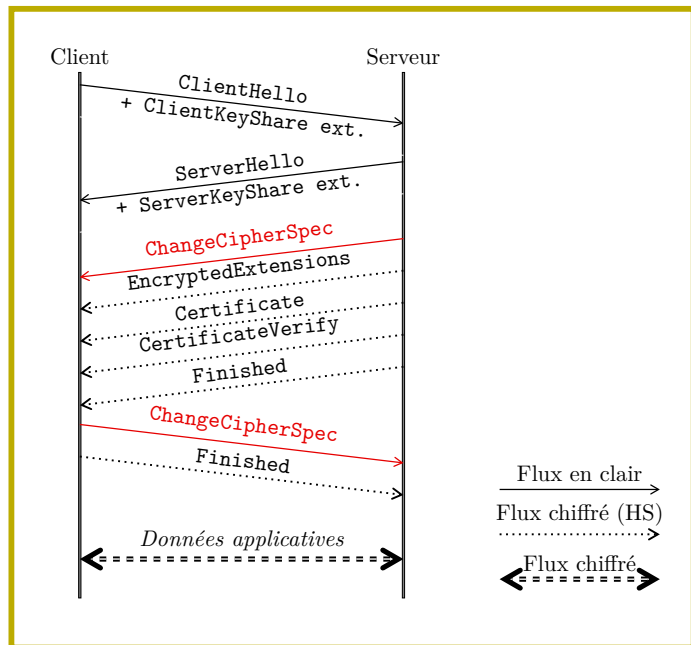 Client Serveur
ClientHello
+ ClientKeyShare ext.
ServerHello
+ ServerKeyShare ext.
ChangeCipherSpec
EncryptedExtensions
Certificate
CertificateVerify
Finished
ChangeCipherSpec
Finished
Données applicatives
Flux en clair
Flux chiffré (HS)
Flux chiffré